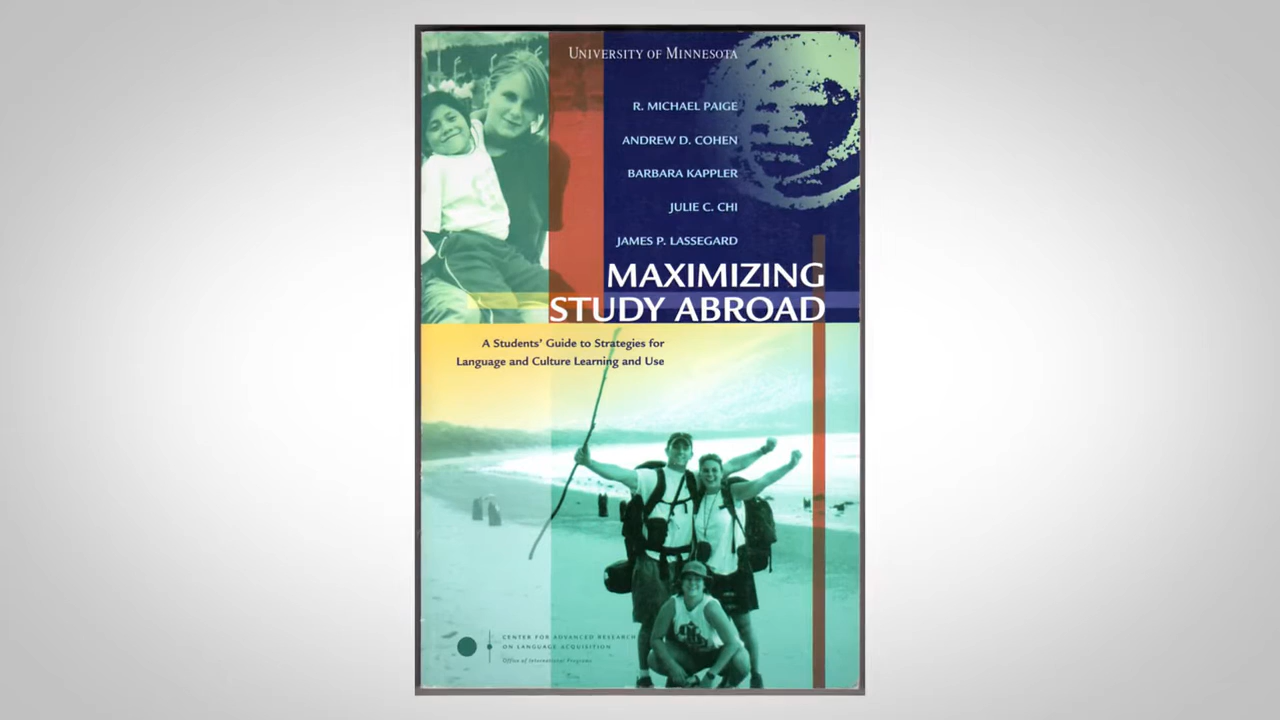 UNIVERSITY OF MINNESOTA
R. MICHAEL PAIGE
ANDREW D. COHEN
BARBARA KAPPLER
JULIE C. CHI
JAMES P. LASSEGARD
MAXIMIZING
STUDY ABROAD
A Students' Guide to Strategies for
Language and Culture Learning and Use
CENTER FOR ADVANCED RESEARCH
ON LANGUAGE ACQUISITION
Office of International Programs